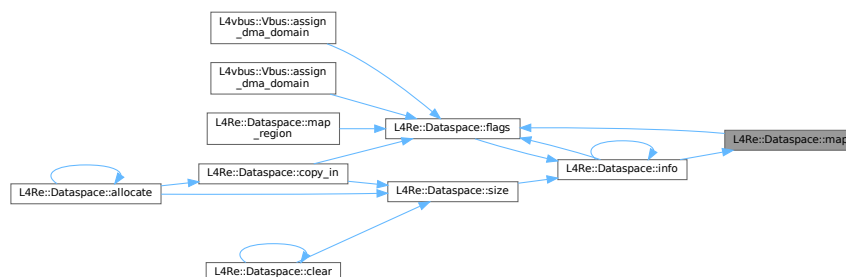 L4vbus::Vbus::assign
_dma_domain
L4vbus::Vbus::assign
_dma_domain
L4Re::Dataspace::map
_region
L4Re::Dataspace::flags
L4Re::Dataspace::map
L4Re::Dataspace::copy_in
L4Re::Dataspace::info
L4Re::Dataspace::allocate
L4Re::Dataspace::size
L4Re::Dataspace::clear